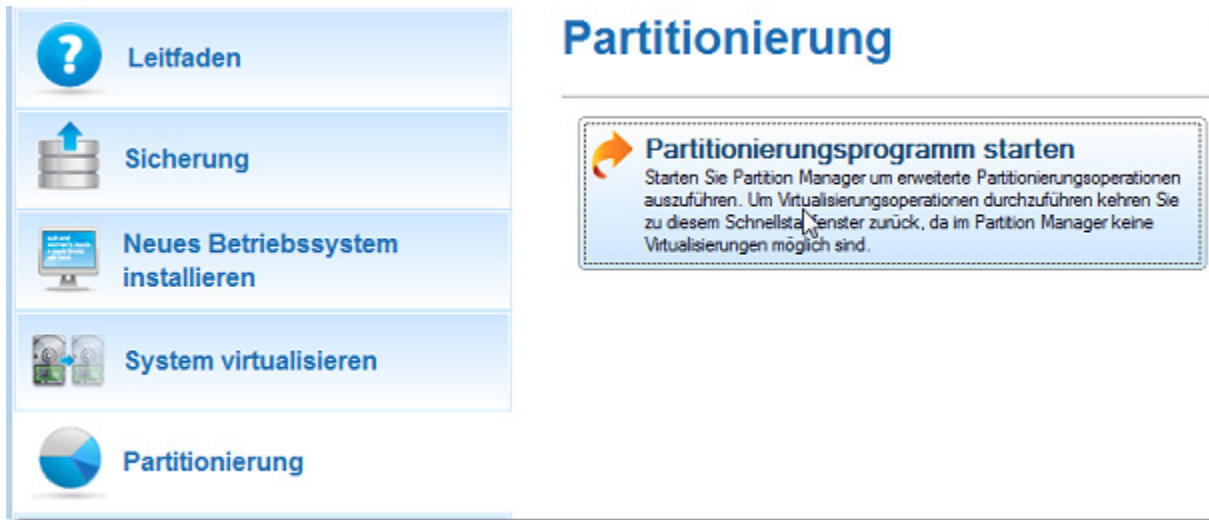 Leitfaden
Sicherung
Neues Betriebssystem
installieren
System virtualisieren
Partitionierung
Partitionierung
Partitionierungsprogramm starten
Starten Sie Partition Manager um erweiterte Partitionierungsoperationen
auszuführen. Um Virtualisierungsoperationen durchzuführen kehren Sie
zu diesem zurück, da im Partition Manager keine
Virtualisierungen möglich sind.